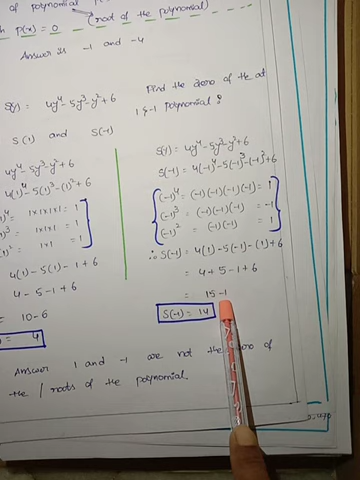 of polynomial
P(x) = 0 (root of the polynomial)
Answer is -1 and -4
S(y) = 4y⁴ - 5y³ - y² + 6
S(1) and S(-1)
4y⁴ - 5y³ - y² + 6
4(1)⁴ - 5(1)³ - (1)² + 6
1×1×1×1 = 1
1×1×1 = 1
1×1 = 1
4(1) - 5(1) - 1 + 6
4 - 5 - 1 + 6
= 10 - 6
= 4
Find the zero of the at
1 & -1 polynomial ?
S(y) = 4y⁴ - 5y³ - y² + 6
S(-1) = 4(-1)⁴ - 5(-1)³ - (-1)² + 6
(-1)⁴ = (-1)(-1)(-1)(-1) = 1
(-1)³ = (-1)(-1)(-1) = -1
(-1)² = (-1)(-1) = 1
∴ S(-1) = 4(1) - 5(-1) - (1) + 6
= 4 + 5 - 1 + 6
= 15 - 1
S(-1) = 14
Answer 1 and -1 are not the zero of
the / roots of the polynomial